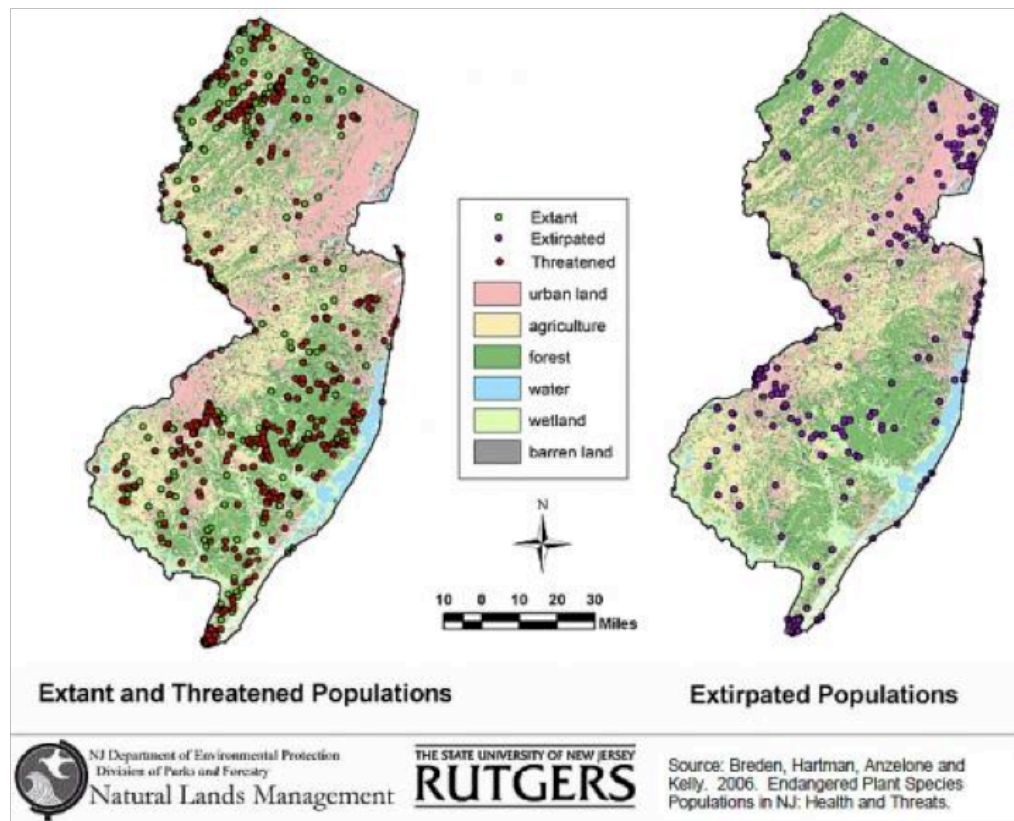 Extant
Extirpated
Threatened
urban land
agriculture
forest
water
wetland
barren land
N
10 0 10 20 30
Miles
Extant and Threatened Populations
Extirpated Populations
NJ Department of Environmental Protection
Division of Parks and Forestry
Natural Lands Management
THE STATE UNIVERSITY OF NEW JERSEY
RUTGERS
Source: Breden, Hartman, Anzelone and
Kelly. 2006. Endangered Plant Species
Populations in NJ: Health and Threats.